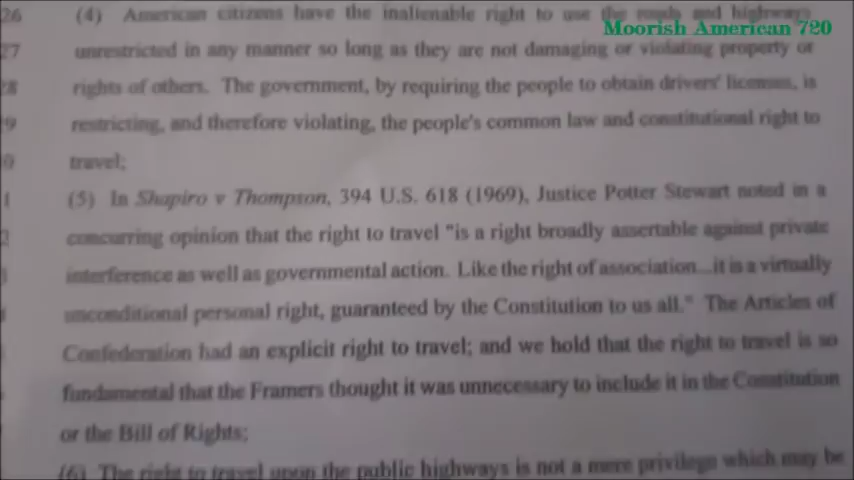 26 (4) American citizens have the inalienable right to use the roads and highways
Moorish American 720
27 unrestricted in any manner so long as they are not damaging or violating property or
28 rights of others. The government, by requiring the people to obtain drivers' licenses, is
29 restricting, and therefore violating, the people's common law and constitutional right to
0 travel;
1 (5) In Shapiro v Thompson, 394 U.S. 618 (1969), Justice Potter Stewart noted in a
2 concurring opinion that the right to travel "is a right broadly assertable against private
3 interference as well as governmental action. Like the right of association...it is a virtually
unconditional personal right, guaranteed by the Constitution to us all." The Articles of
Confederation had an explicit right to travel; and we hold that the right to travel is so
fundamental that the Framers thought it was unnecessary to include it in the Constitution
or the Bill of Rights;
(6) The right to travel upon the public highways is not a mere privilege which may be